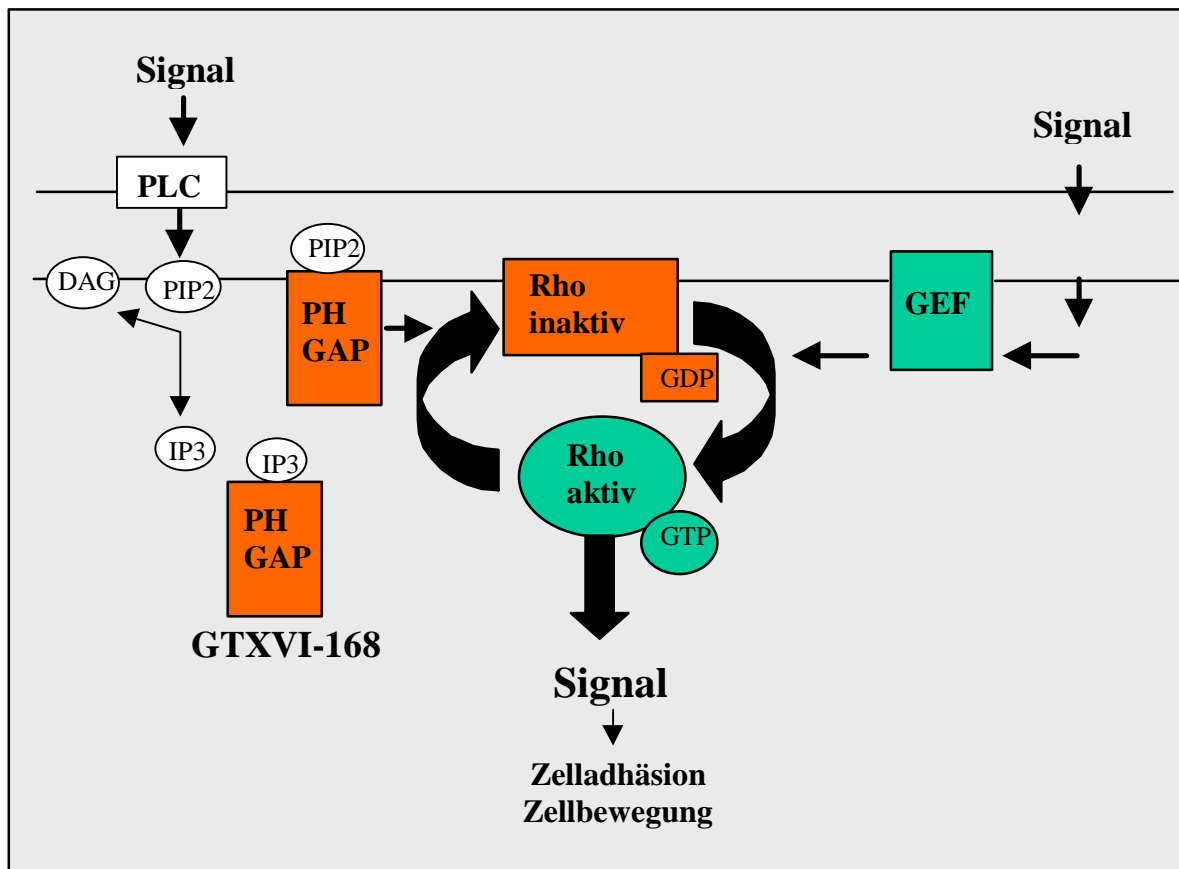 Signal
Signal
PLC
PIP2
DAG
PIP2
PH
GAP
Rho
inaktiv
GDP
GEF
IP3
IP3
PH
GAP
GTXVI-168
Rho
aktiv
GTP
Signal
Zelladhäsion
Zellbewegung